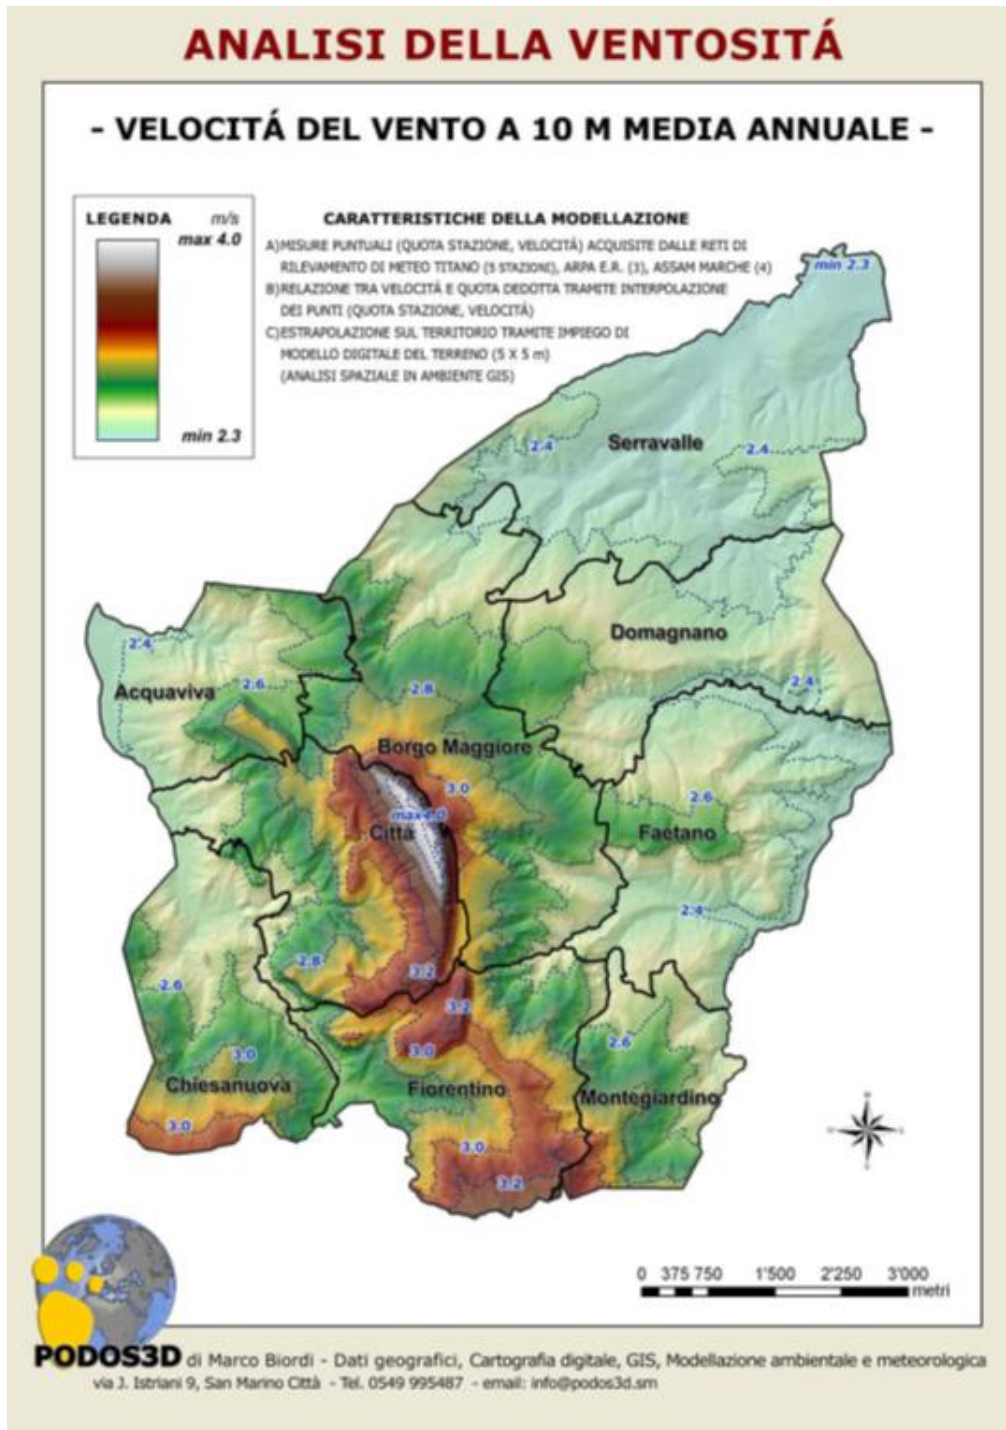 ANALISI DELLA VENTOSITÁ
- VELOCITÁ DEL VENTO A 10 M MEDIA ANNUALE -
LEGENDA m/s
max 4.0
min 2.3
CARATTERISTICHE DELLA MODELLAZIONE
A)MISURE PUNTUALI (QUOTA STAZIONE, VELOCITÁ) ACQUISITE DALLE RETI DI
RILEVAMENTO DI METEO TITANO (5 STAZIONI), ARPA E.R. (3), ASSAM MARCHE (4)
B)RELAZIONE TRA VELOCITÁ E QUOTA DEDOTTA TRAMITE INTERPOLAZIONE
DEI PUNTI (QUOTA STAZIONE, VELOCITÁ)
C)ESTRAPOLAZIONE SUL TERRITORIO TRAMITE IMPIEGO DI
MODELLO DIGITALE DEL TERRENO (5 X 5 m)
(ANALISI SPAZIALE IN AMBIENTE GIS)
min 2.3
2.4
Serravalle
2.4
Domagnano
2.4
2.4
Acquaviva
2.6
2.8
Borgo Maggiore
3.0
max4.0
Città
2.6
Faetano
2.4
2.8
3.2
2.6
3.2
3.0
3.0
2.6
Chiesanuova
Fiorentino
Montegiardino
3.0
3.0
3.2
N
0 375 750 1'500 2'250 3'000
metri
PODOS3D di Marco Biordi - Dati geografici, Cartografia digitale, GIS, Modellazione ambientale e meteorologica
via J. Istriani 9, San Marino Città - Tel. 0549 995487 - email: info@podos3d.sm